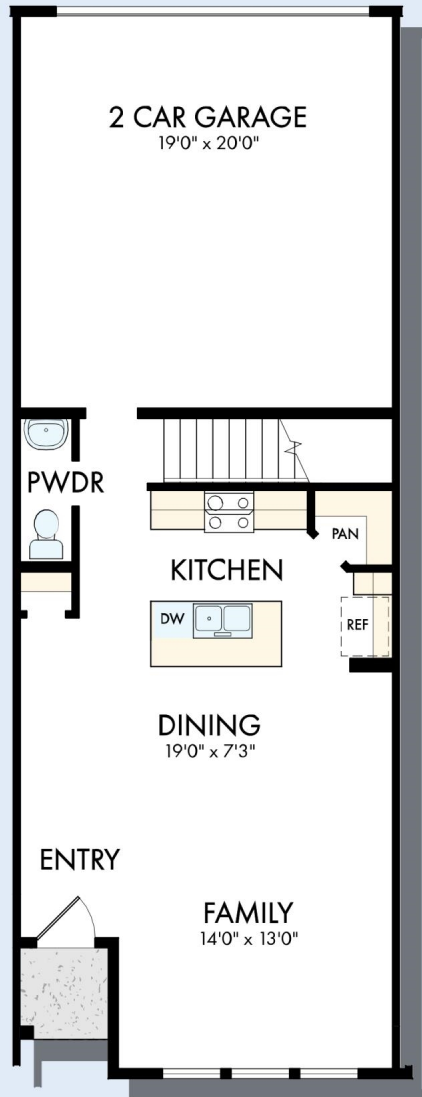 2 CAR GARAGE
19'0" x 20'0"
PWDR
PAN
KITCHEN
DW
REF
DINING
19'0" x 7'3"
ENTRY
FAMILY
14'0" x 13'0"